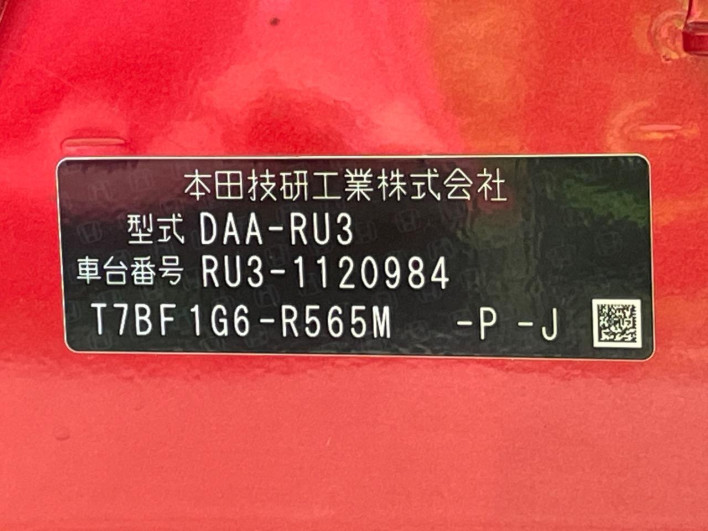 本田技研工業株式会社
型式 DAA-RU3
車台番号 RU3-1120984
T7BF1G6-R565M -P -J